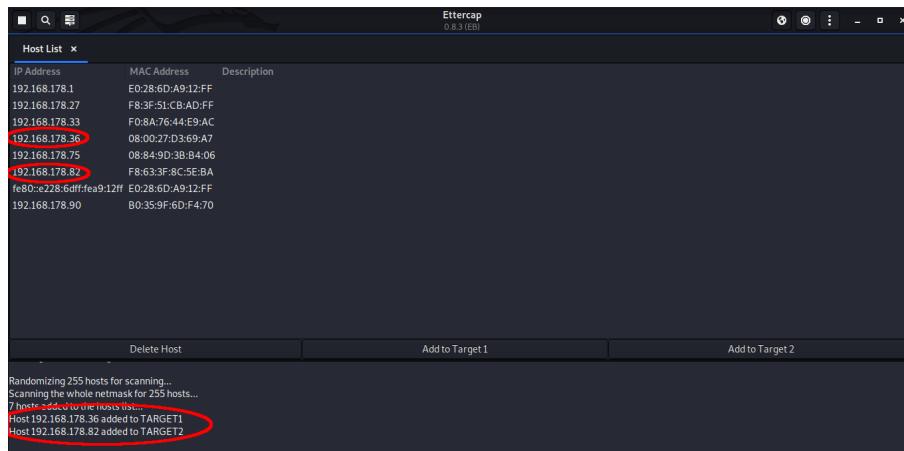 Ettercap
0.8.3 (EB)
Host List ×
IP Address MAC Address Description
192.168.178.1 E0:28:6D:A9:12:FF
192.168.178.27 F8:3F:51:CB:AD:FF
192.168.178.33 F0:8A:76:44:E9:AC
192.168.178.36 08:00:27:D3:69:A7
192.168.178.75 08:84:9D:3B:B4:06
192.168.178.82 F8:63:3F:8C:5E:BA
fe80::e228:6dff:fea9:12ff E0:28:6D:A9:12:FF
192.168.178.90 B0:35:9F:6D:F4:70
Delete Host Add to Target 1 Add to Target 2
Randomizing 255 hosts for scanning...
Scanning the whole netmask for 255 hosts...
7 hosts added to the hosts list...
Host 192.168.178.36 added to TARGET1
Host 192.168.178.82 added to TARGET2